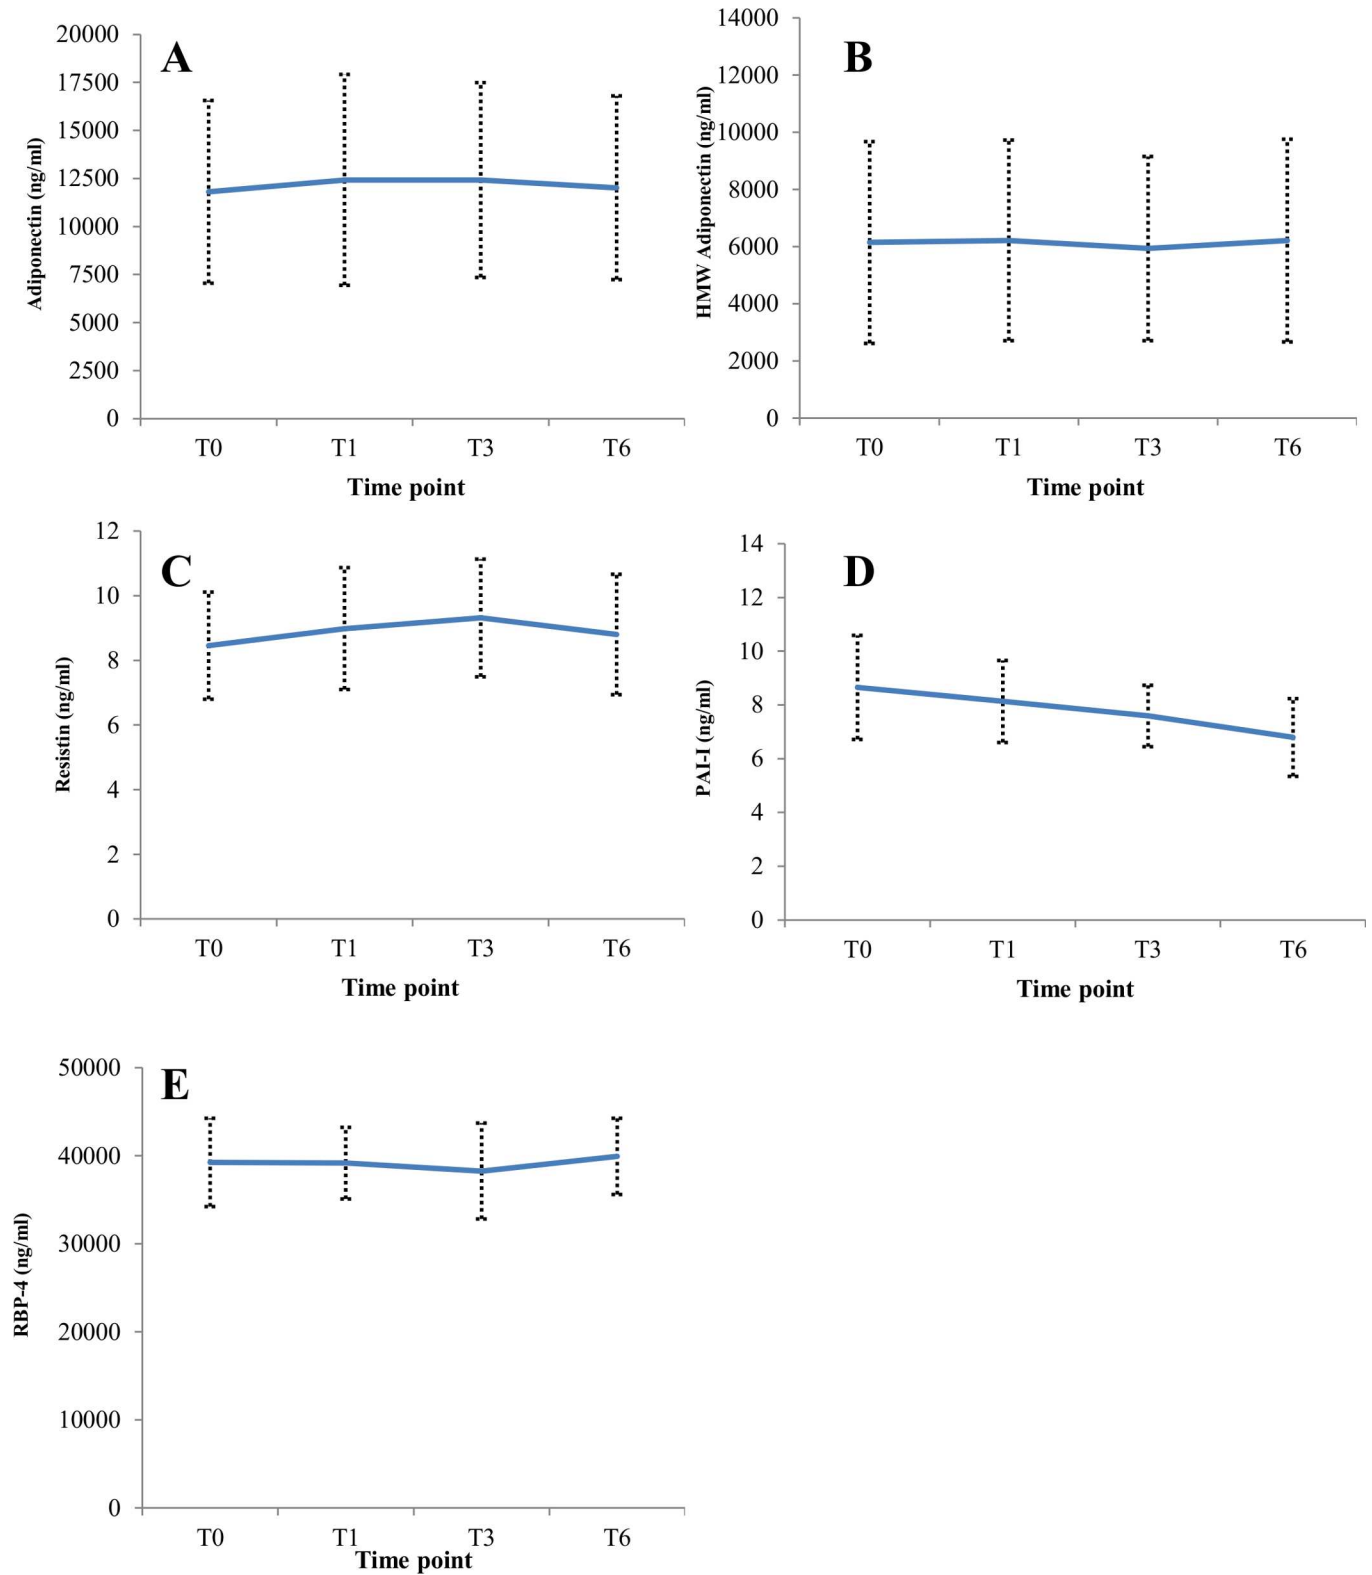 A
Adiponectin (ng/ml)
20000
17500
15000
12500
10000
7500
5000
2500
0
T0 T1 T3 T6
Time point
B
HMW Adiponectin (ng/ml)
14000
12000
10000
8000
6000
4000
2000
0
T0 T1 T3 T6
Time point
C
Resistin (ng/ml)
12
10
8
6
4
2
0
T0 T1 T3 T6
Time point
D
PAI-I (ng/ml)
14
12
10
8
6
4
2
0
T0 T1 T3 T6
Time point
E
RBP-4 (ng/ml)
50000
40000
30000
20000
10000
0
T0 T1 T3 T6
Time point